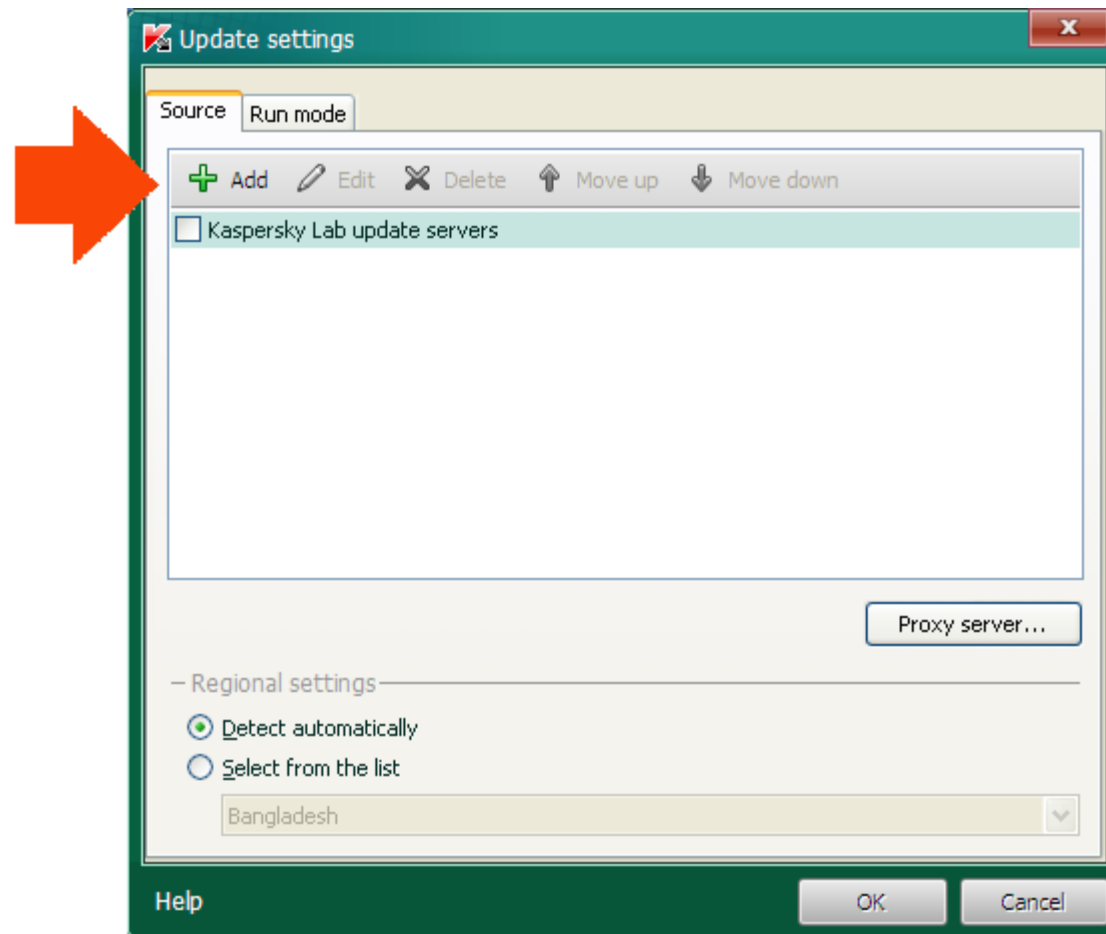 Update settings
Source Run mode
Add Edit Delete Move up Move down
Kaspersky Lab update servers
Proxy server...
Regional settings
Detect automatically
Select from the list
Bangladesh
Help OK Cancel